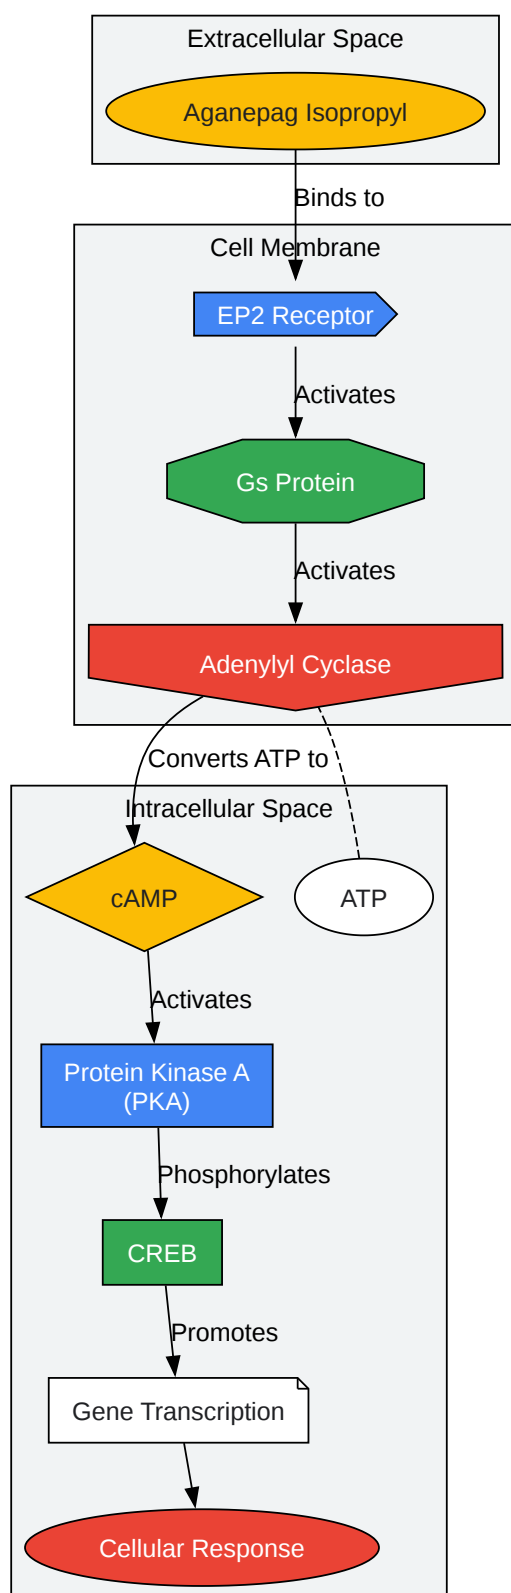 Extracellular Space
Aganepag Isopropyl
Binds to
Cell Membrane
EP2 Receptor
Activates
Gs Protein
Activates
Adenylyl Cyclase
Converts ATP to
Intracellular Space
cAMP
ATP
Activates
Protein Kinase A
(PKA)
Phosphorylates
CREB
Promotes
Gene Transcription
Cellular Response